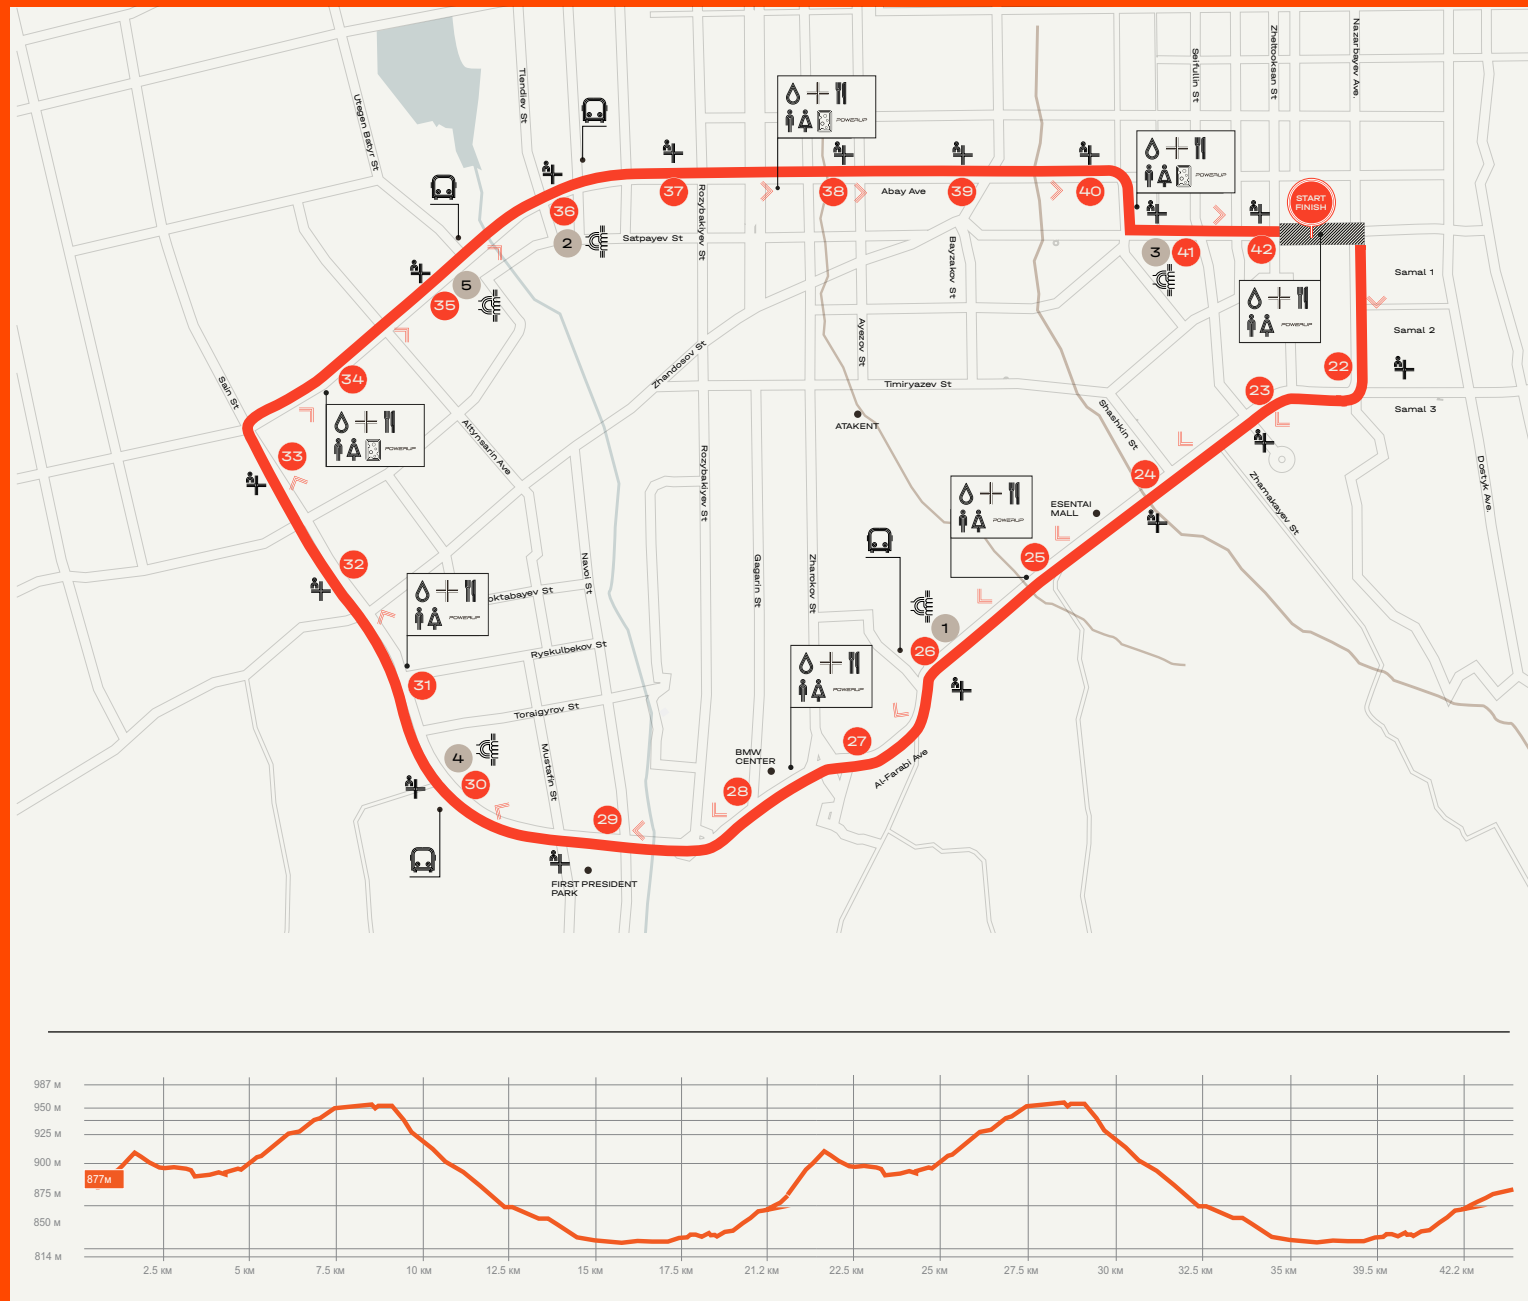 Nazarbayev Ave.
Zheltooksan St
Seifullin St
Tlendiev St
Utegen Batyr St
POWERUP
POWERUP
37
38
39
40
Abay Ave
36
START
FINISH
Rozybakiyev St
2
Satpayev St
Bayzakov St
3
41
42
Samal 1
5
35
POWERUP
Samal 2
Ayezov St
Zhandosov St
22
34
23
Timiryazev St
Samal 3
Sain St
Shashkin St
ATAKENT
Altynsarin Ave
POWERUP
33
Rozybakiyev St
24
Dostyk Ave.
Zhamakayev St
POWERUP
ESENTAI
MALL
25
32
Navoi St
Gagarin St
Zharokov St
oktabayev St
POWERUP
1
26
Ryskulbekov St
31
POWERUP
Toraigyrov St
27
4
30
Mustafin St
BMW
CENTER
Al-Farabi Ave
28
29
FIRST PRESIDENT
PARK
987 м
950 м
925 м
900 м
877м
875 м
850 м
814 м
2.5 км
5 км
7.5 км
10 км
12.5 км
15 км
17.5 км
21.2 км
22.5 км
25 км
27.5 км
30 км
32.5 км
35 км
39.5 км
42.2 км